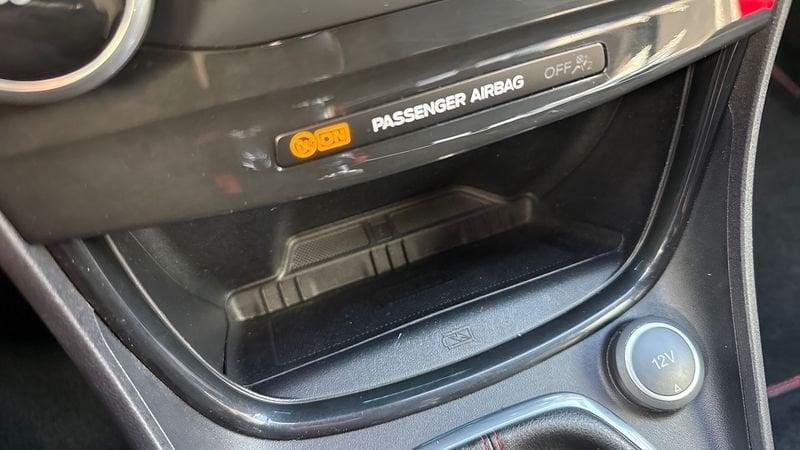 ON PASSENGER AIRBAG OFF
12V